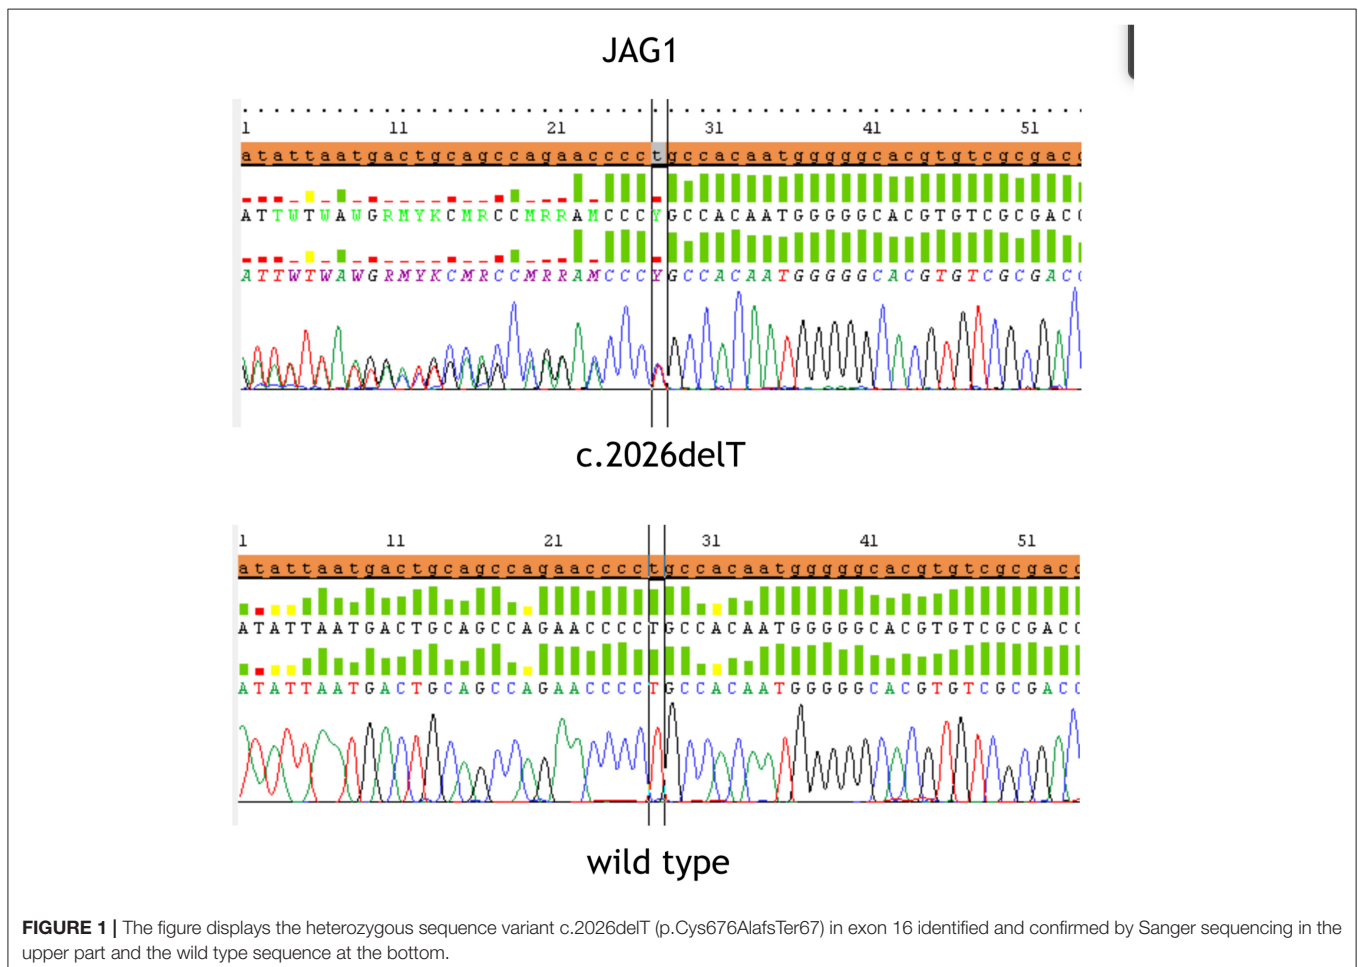 JAG1
1 11 21 31 41 51
atattaatgactgcagccagaacccctgccacaatgggggcacgtgtcgcgacc
ATTWTWAWGRMYKCMRCCMRRAMCCCYGCCACAATGGGGGCACGTGTCGCGACC
ATTWTWAWGRMYKCMRCCMRRAMCCCYGCCACAATGGGGGCACGTGTCGCGACC
c.2026delT
1 11 21 31 41 51
atattaatgactgcagccagaacccctgccacaatgggggcacgtgtcgcgacc
ATATTAATGACTGCAGCCAGAACCCCTGCCACAATGGGGGCACGTGTCGCGACC
ATATTAATGACTGCAGCCAGAACCCCTGCCACAATGGGGGCACGTGTCGCGACC
wild type
FIGURE 1 | The figure displays the heterozygous sequence variant c.2026delT (p.Cys676AlafsTer67) in exon 16 identified and confirmed by Sanger sequencing in the
upper part and the wild type sequence at the bottom.